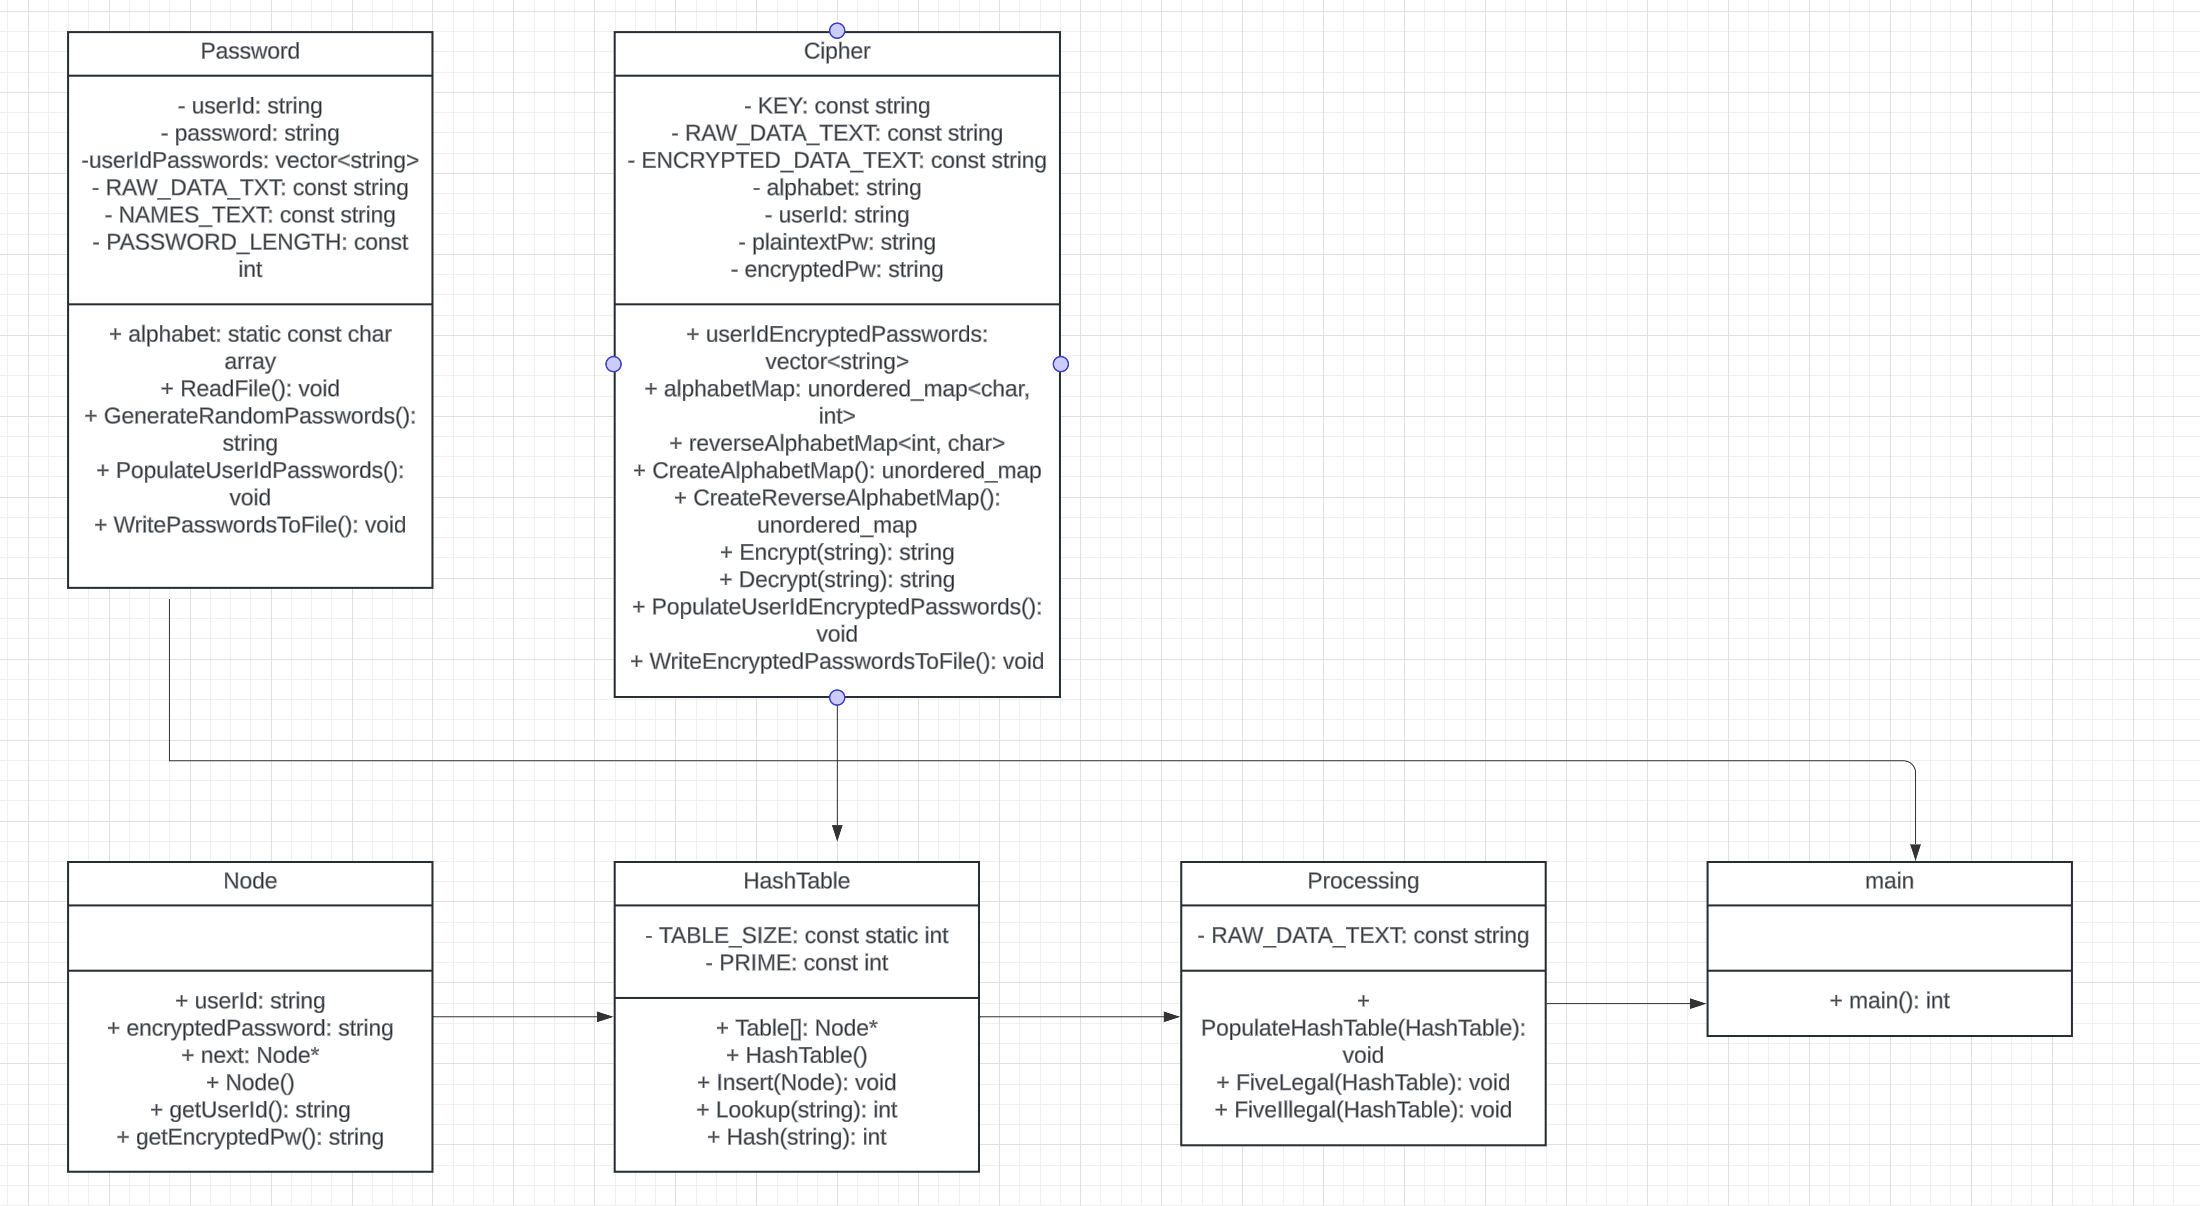 Password
- userId: string
- password: string
-userIdPasswords: vector<string>
- RAW_DATA_TXT: const string
- NAMES_TEXT: const string
- PASSWORD_LENGTH: const
int
+ alphabet: static const char
array
+ ReadFile(): void
+ GenerateRandomPasswords():
string
+ PopulateUserIdPasswords():
void
+ WritePasswordsToFile(): void
Cipher
- KEY: const string
- RAW_DATA_TEXT: const string
- ENCRYPTED_DATA_TEXT: const string
- alphabet: string
- userId: string
- plaintextPw: string
- encryptedPw: string
+ userIdEncryptedPasswords:
vector<string>
+ alphabetMap: unordered_map<char,
int>
+ reverseAlphabetMap<int, char>
+ CreateAlphabetMap(): unordered_map
+ CreateReverseAlphabetMap():
unordered_map
+ Encrypt(string): string
+ Decrypt(string): string
+ PopulateUserIdEncryptedPasswords():
void
+ WriteEncryptedPasswordsToFile(): void
Node
+ userId: string
+ encryptedPassword: string
+ next: Node*
+ Node()
+ getUserId(): string
+ getEncryptedPw(): string
HashTable
- TABLE_SIZE: const static int
- PRIME: const int
+ Table[]: Node*
+ HashTable()
+ Insert(Node): void
+ Lookup(string): int
+ Hash(string): int
Processing
- RAW_DATA_TEXT: const string
+
PopulateHashTable(HashTable):
void
+ FiveLegal(HashTable): void
+ FiveIllegal(HashTable): void
main
+ main(): int